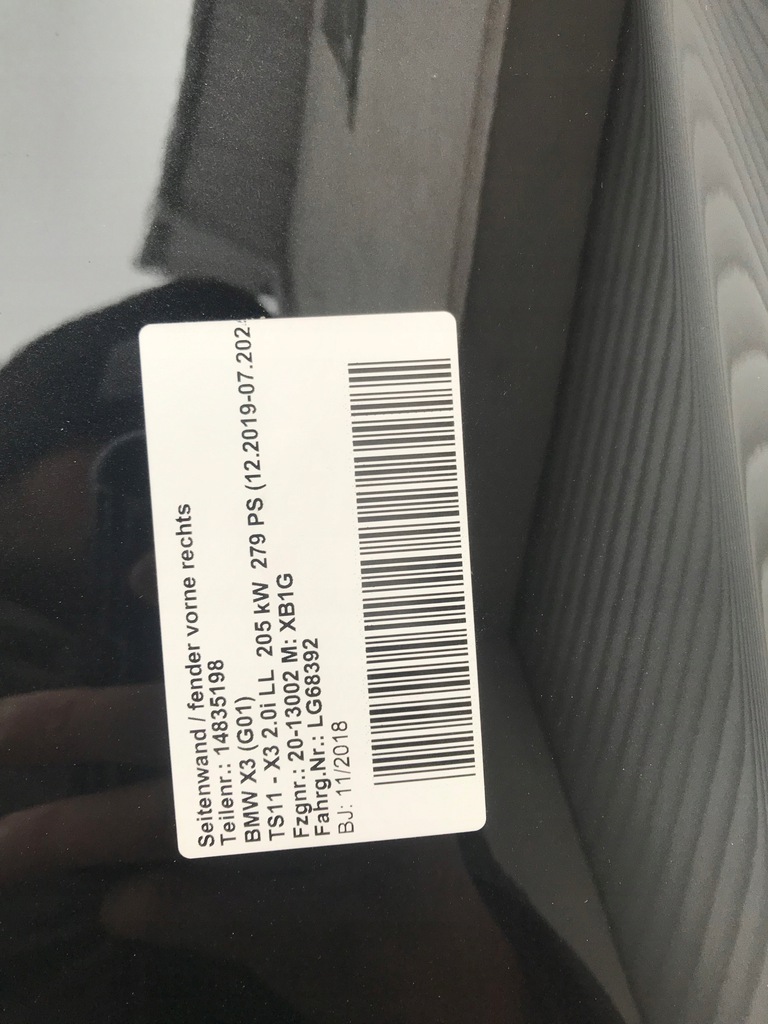 Seitenwand / fender vorne rechts
Teilenr.: 14835198
BMW X3 (G01)
TS11 - X3 2.0i LL 205 kW 279 PS (12.2019-07.202
Fzgnr.: 20-13002 M: XB1G
Fahrg.Nr.: LG68392
BJ: 11/2018